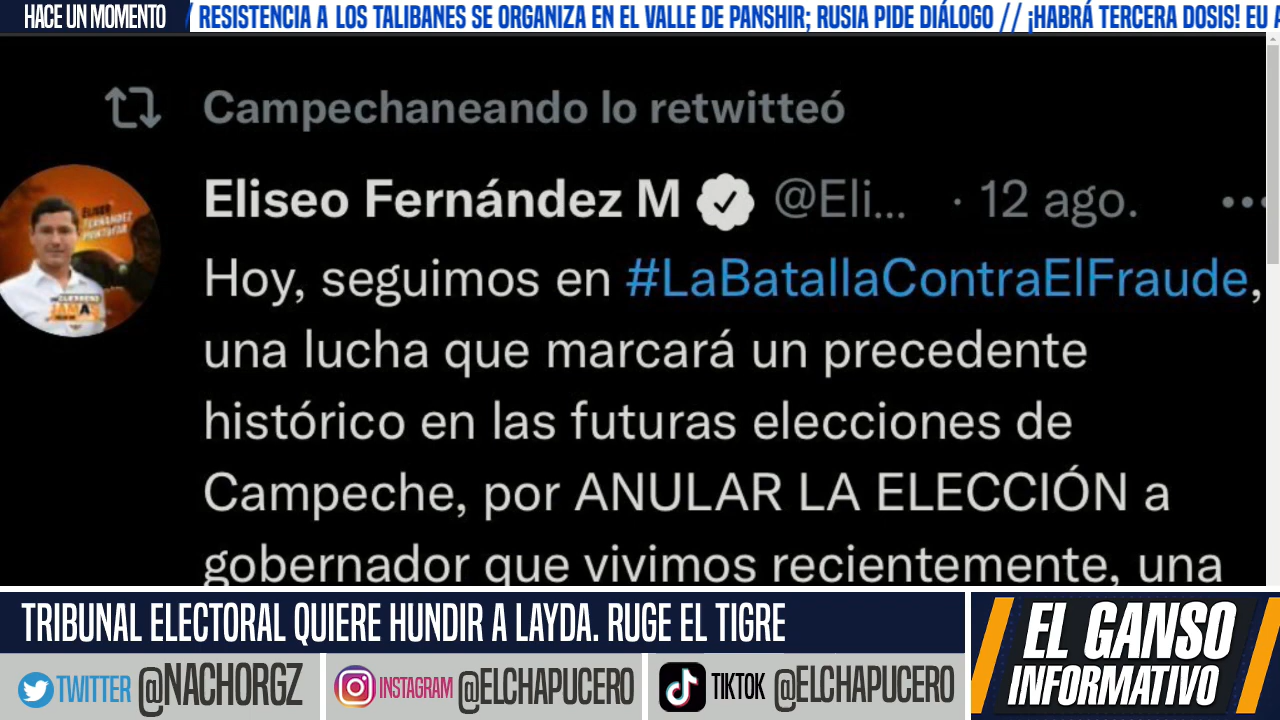 HACE UN MOMENTO
/ RESISTENCIA A LOS TALIBANES SE ORGANIZA EN EL VALLE DE PANSHIR; RUSIA PIDE DIÁLOGO // ¡HABRÁ TERCERA DOSIS! EU
Campechaneando lo retwitteó
Eliseo Fernández M @Eli... · 12 ago.
Hoy, seguimos en #LaBatallaContraElFraude,
una lucha que marcará un precedente
histórico en las futuras elecciones de
Campeche, por ANULAR LA ELECCIÓN a
gobernador que vivimos recientemente, una
ELISEO
FERNÁNDEZ
MONTUFAR
TRIBUNAL ELECTORAL QUIERE HUNDIR A LAYDA. RUGE EL TIGRE
TWITTER @NACHORGZ
INSTAGRAM @ELCHAPUCERO
TIKTOK @ELCHAPUCERO
EL GANSO
INFORMATIVO